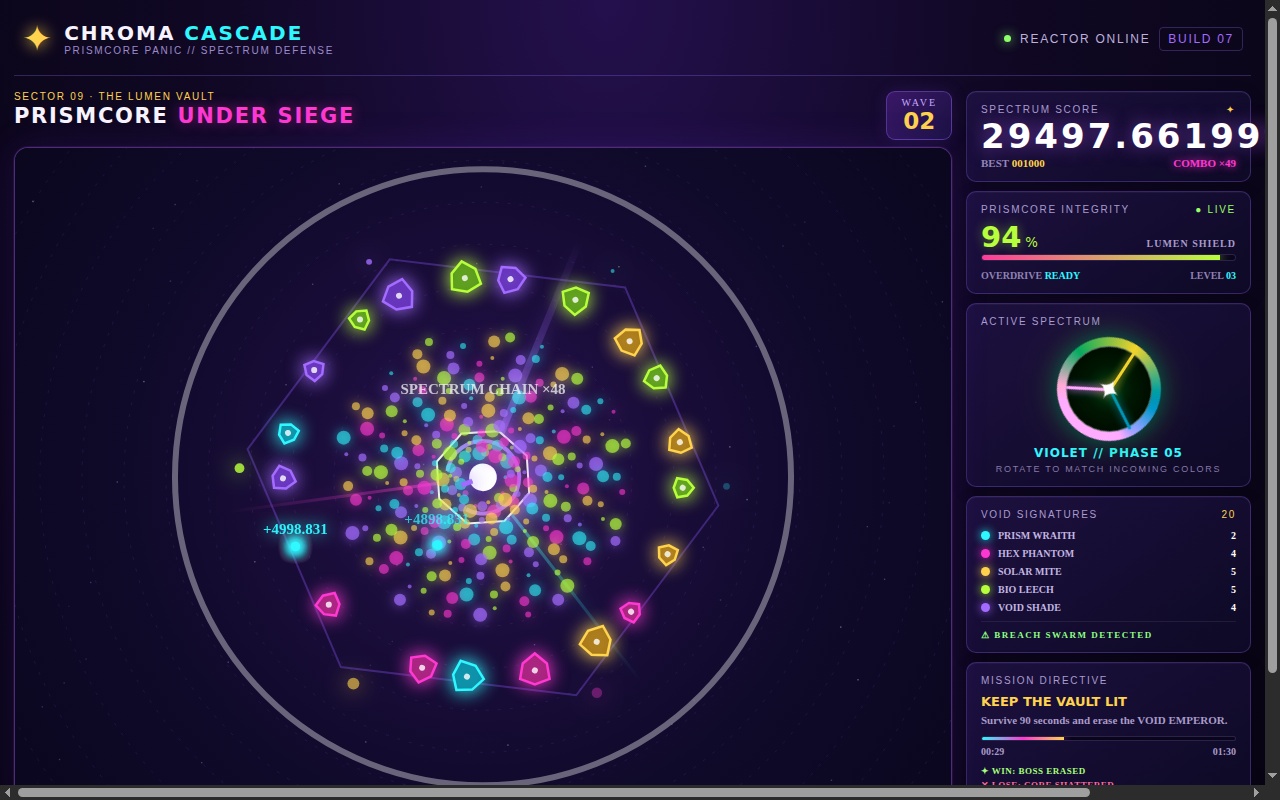 CHROMA CASCADE
PRISMCORE PANIC // SPECTRUM DEFENSE
REACTOR ONLINE
BUILD 07
SECTOR 09 · THE LUMEN VAULT
PRISMCORE UNDER SIEGE
WAVE
02
SPECTRUM CHAIN ×48
+4998.831
SPECTRUM SCORE
29497.66199
BEST 001000
COMBO ×49
PRISMCORE INTEGRITY
● LIVE
94 %
LUMEN SHIELD
OVERDRIVE READY
LEVEL 03
ACTIVE SPECTRUM
VIOLET // PHASE 05
ROTATE TO MATCH INCOMING COLORS
VOID SIGNATURES
20
PRISM WRAITH 2
HEX PHANTOM 4
SOLAR MITE 5
BIO LEECH 5
VOID SHADE 4
⚠ BREACH SWARM DETECTED
MISSION DIRECTIVE
KEEP THE VAULT LIT
Survive 90 seconds and erase the VOID EMPEROR.
00:29
01:30
✦ WIN: BOSS ERASED
✕ LOSE: CORE SHATTERED